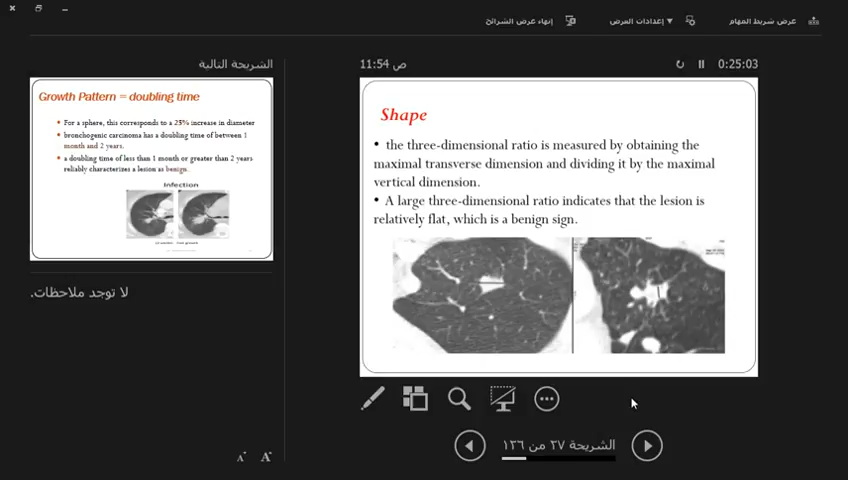 عرض شريط المهام
إعدادات العرض ▼
إنهاء عرض الشرائح
0:25:03
11:54 ص
Shape
• the three-dimensional ratio is measured by obtaining the
maximal transverse dimension and dividing it by the maximal
vertical dimension.
• A large three-dimensional ratio indicates that the lesion is
relatively flat, which is a benign sign.
الشريحة ٢٧ من ١٣٦
الشريحة التالية
Growth Pattern = doubling time
• For a sphere, this corresponds to a 25% increase in diameter
• bronchogenic carcinoma has a doubling time of between 1
month and 2 years.
• a doubling time of less than 1 month or greater than 2 years
reliably characterizes a lesion as benign.
Infection
لا توجد ملاحظات.
A A